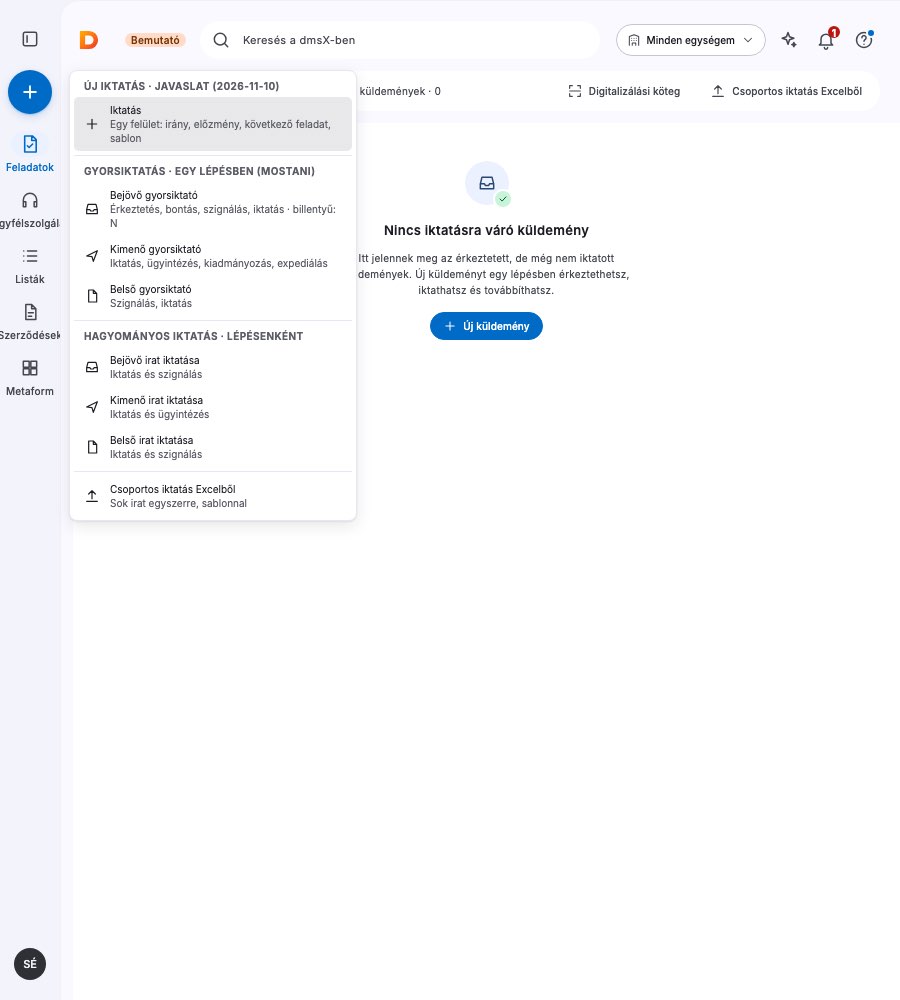 D
Bemutató
Keresés a dmsX-ben
Minden egységem
1
ÚJ IKTATÁS · JAVASLAT (2026-11-10)
Iktatás
Egy felület: irány, előzmény, következő feladat,
sablon
GYORSIKTATÁS · EGY LÉPÉSBEN (MOSTANI)
Bejövő gyorsiktató
Érkeztetés, bontás, szignálás, iktatás · billentyű:
N
Kimenő gyorsiktató
Iktatás, ügyintézés, kiadmányozás, expediálás
Belső gyorsiktató
Szignálás, iktatás
HAGYOMÁNYOS IKTATÁS · LÉPÉSENKÉNT
Bejövő irat iktatása
Iktatás és szignálás
Kimenő irat iktatása
Iktatás és ügyintézés
Belső irat iktatása
Iktatás és szignálás
Csoportos iktatás Excelből
Sok irat egyszerre, sablonnal
küldemények · 0
Digitalizálási köteg
Csoportos iktatás Excelből
Nincs iktatásra váró küldemény
Itt jelennek meg az érkeztetett, de még nem iktatott
demények. Új küldeményt egy lépésben érkeztethetsz,
iktathatsz és továbbíthatsz.
Új küldemény
Feladatok
gyfélszolgál
Listák
Szerződések
Metaform
SÉ